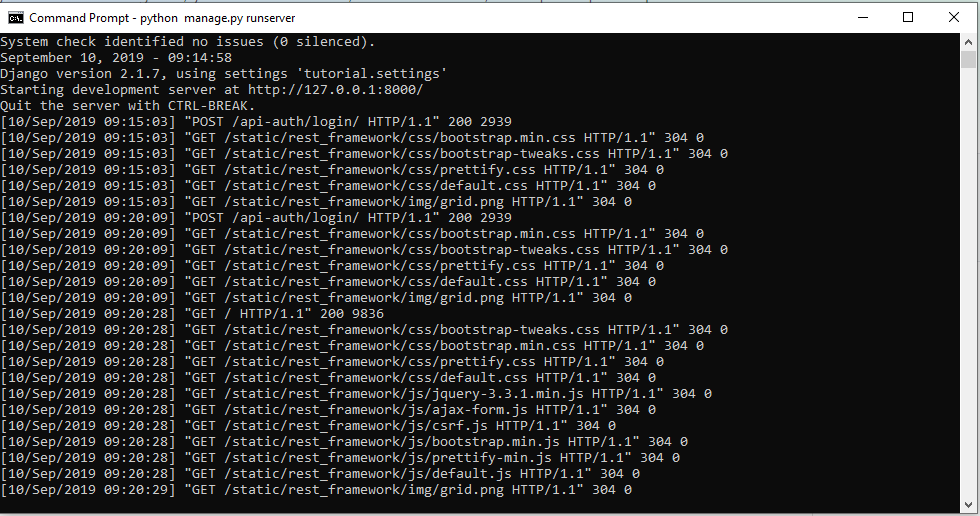 Command Prompt - python  manage.py runserver
System check identified no issues (0 silenced).
September 10, 2019 - 09:14:58
Django version 2.1.7, using settings 'tutorial.settings'
Starting development server at http://127.0.0.1:8000/
Quit the server with CTRL-BREAK.
[10/Sep/2019 09:15:03] "POST /api-auth/login/ HTTP/1.1" 200 2939
[10/Sep/2019 09:15:03] "GET /static/rest_framework/css/bootstrap.min.css HTTP/1.1" 304 0
[10/Sep/2019 09:15:03] "GET /static/rest_framework/css/bootstrap-tweaks.css HTTP/1.1" 304 0
[10/Sep/2019 09:15:03] "GET /static/rest_framework/css/prettify.css HTTP/1.1" 304 0
[10/Sep/2019 09:15:03] "GET /static/rest_framework/css/default.css HTTP/1.1" 304 0
[10/Sep/2019 09:15:03] "GET /static/rest_framework/img/grid.png HTTP/1.1" 304 0
[10/Sep/2019 09:20:09] "POST /api-auth/login/ HTTP/1.1" 200 2939
[10/Sep/2019 09:20:09] "GET /static/rest_framework/css/bootstrap.min.css HTTP/1.1" 304 0
[10/Sep/2019 09:20:09] "GET /static/rest_framework/css/bootstrap-tweaks.css HTTP/1.1" 304 0
[10/Sep/2019 09:20:09] "GET /static/rest_framework/css/prettify.css HTTP/1.1" 304 0
[10/Sep/2019 09:20:09] "GET /static/rest_framework/css/default.css HTTP/1.1" 304 0
[10/Sep/2019 09:20:09] "GET /static/rest_framework/img/grid.png HTTP/1.1" 304 0
[10/Sep/2019 09:20:28] "GET / HTTP/1.1" 200 9836
[10/Sep/2019 09:20:28] "GET /static/rest_framework/css/bootstrap-tweaks.css HTTP/1.1" 304 0
[10/Sep/2019 09:20:28] "GET /static/rest_framework/css/bootstrap.min.css HTTP/1.1" 304 0
[10/Sep/2019 09:20:28] "GET /static/rest_framework/css/prettify.css HTTP/1.1" 304 0
[10/Sep/2019 09:20:28] "GET /static/rest_framework/css/default.css HTTP/1.1" 304 0
[10/Sep/2019 09:20:28] "GET /static/rest_framework/js/jquery-3.3.1.min.js HTTP/1.1" 304 0
[10/Sep/2019 09:20:28] "GET /static/rest_framework/js/ajax-form.js HTTP/1.1" 304 0
[10/Sep/2019 09:20:28] "GET /static/rest_framework/js/csrf.js HTTP/1.1" 304 0
[10/Sep/2019 09:20:28] "GET /static/rest_framework/js/bootstrap.min.js HTTP/1.1" 304 0
[10/Sep/2019 09:20:28] "GET /static/rest_framework/js/prettify-min.js HTTP/1.1" 304 0
[10/Sep/2019 09:20:28] "GET /static/rest_framework/js/default.js HTTP/1.1" 304 0
[10/Sep/2019 09:20:29] "GET /static/rest_framework/img/grid.png HTTP/1.1" 304 0